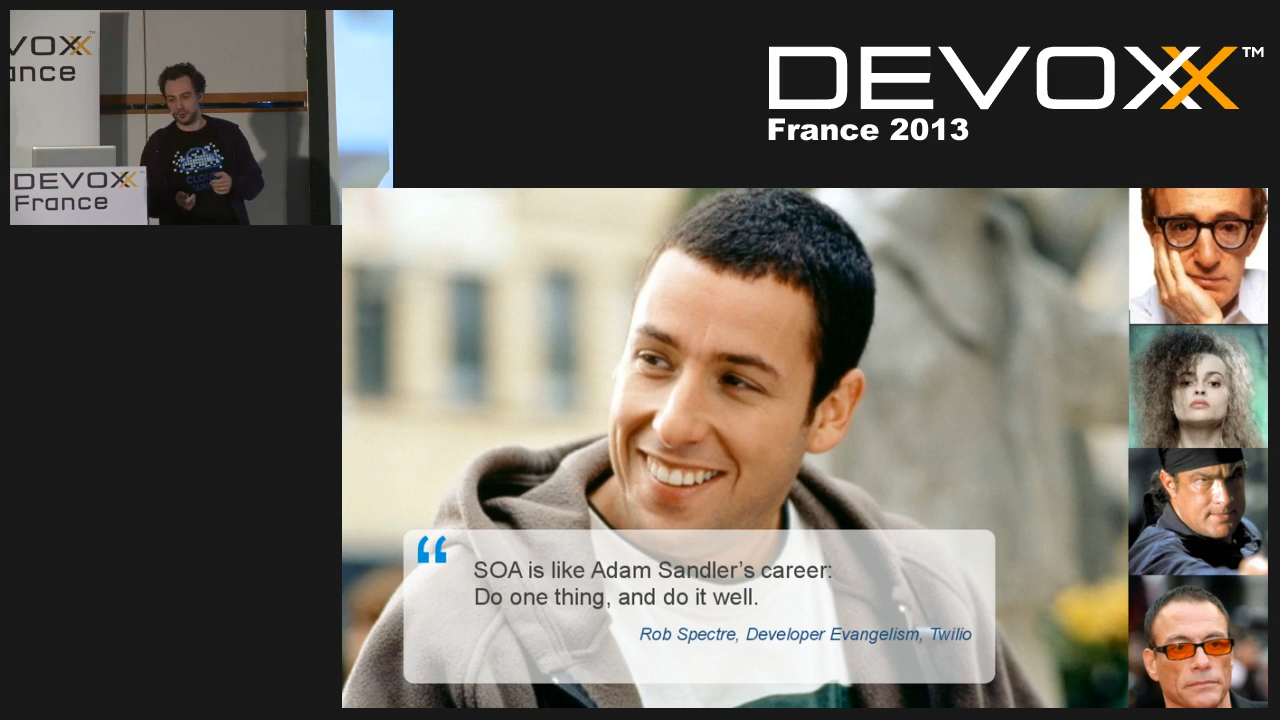 VOXX™
ance
DEVOXX
France
DEVOXX™
France 2013
“
SOA is like Adam Sandler’s career:
Do one thing, and do it well.
Rob Spectre, Developer Evangelism, Twilio